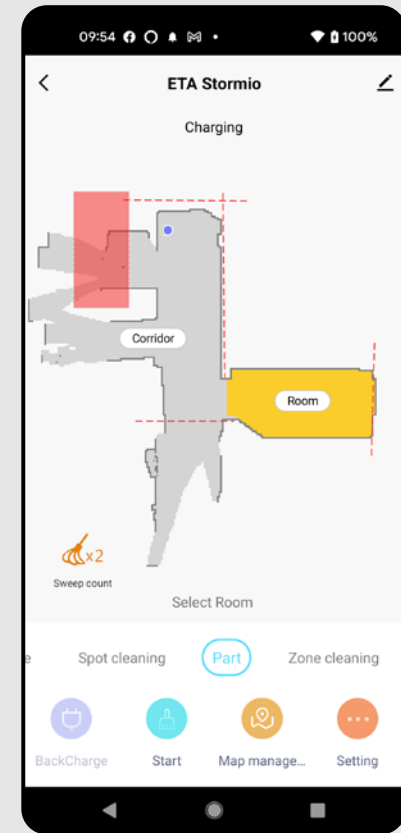 09:54 100%
ETA Stormio
Charging
Corridor
Room
x2
Sweep count
Select Room
e Spot cleaning Part Zone cleaning
BackCharge Start Map manage... Setting